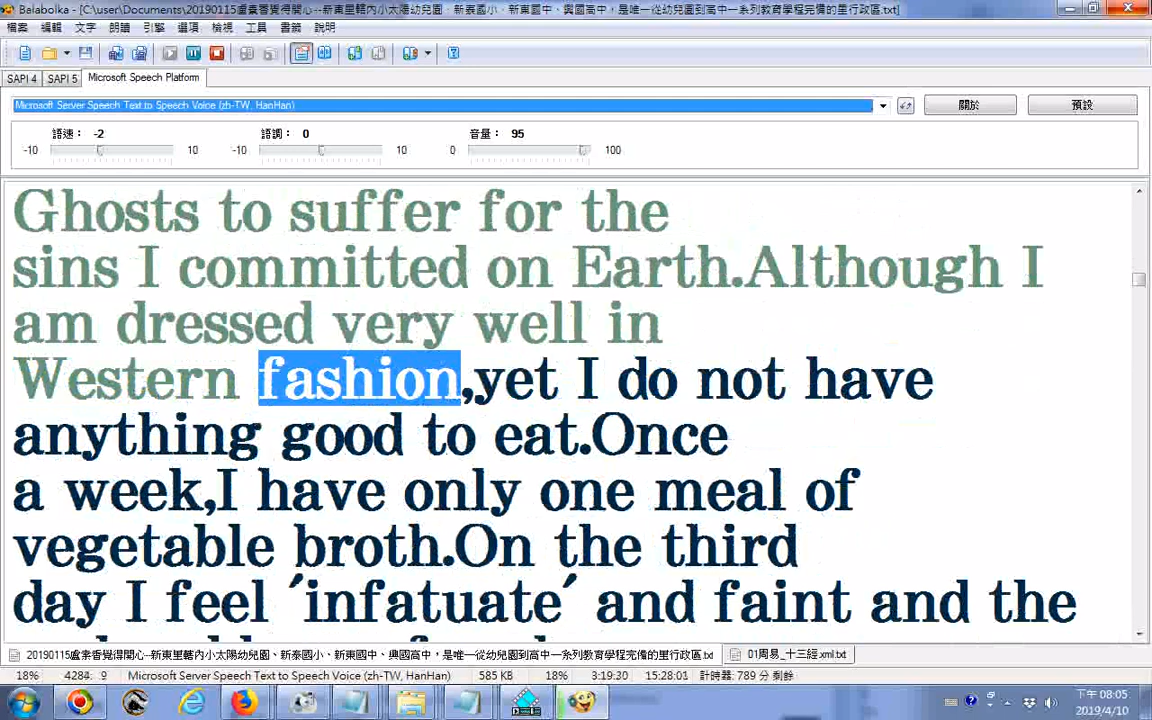 Balabolka - [C:\user\Documents\20190115盧素香覺得開心--新東里轄內小太陽幼兒園、新泰國小、新東國中、興國高中，是唯一從幼兒園到高中一系列教育學程完備的里行政區.txt]
檔案 編輯 文字 朗讀 引擎 選項 檢視 工具 書籤 說明
SAPI 4 SAPI 5 Microsoft Speech Platform
Microsoft Server Speech Text to Speech Voice (zh-TW, HanHan) 關於 預設
語速： -2 語調： 0 音量： 95
-10 10 -10 10 0 100
Ghosts to suffer for the
sins I committed on Earth.Although I
am dressed very well in
Western fashion,yet I do not have
anything good to eat.Once
a week,I have only one meal of
vegetable broth.On the third
day I feel ′infatuate′ and faint and the
20190115盧素香覺得開心--新東里轄內小太陽幼兒園、新泰國小、新東國中、興國高中，是唯一從幼兒園到高中一系列教育學程完備的里行政區.txt 01周易_十三經.xml.txt
18% 4284: 9 Microsoft Server Speech Text to Speech Voice (zh-TW, HanHan) 585 KB 18% 3:19:30 15:28:01 計時器: 789 分 剩餘
下午 08:05
2019/4/10